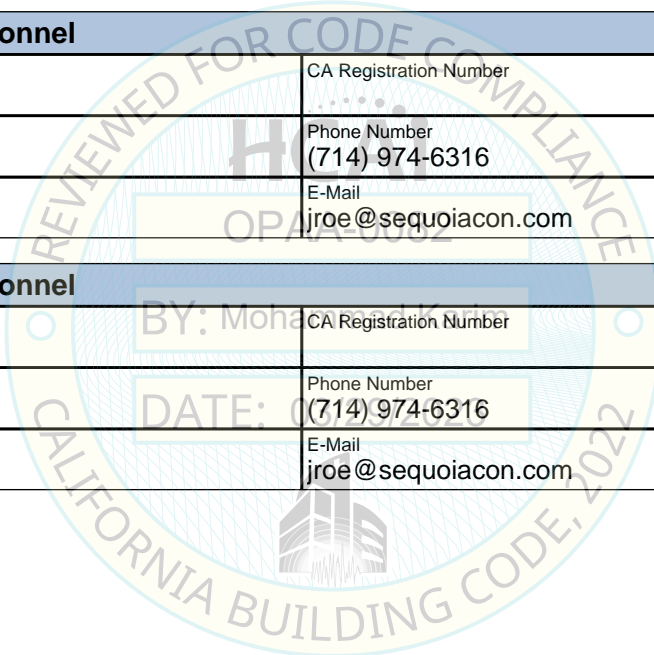 onnel
CA Registration Number
Phone Number
(714) 974-6316
E-Mail
jroe@sequoiacon.com
onnel
CA Registration Number
Phone Number
(714) 974-6316
E-Mail
jroe@sequoiacon.com
REVIEWED FOR CODE COMPLIANCE
HCAi
OPAA-0082
BY: Mohammad Karim
DATE:
CALIFORNIA BUILDING CODE, 2022